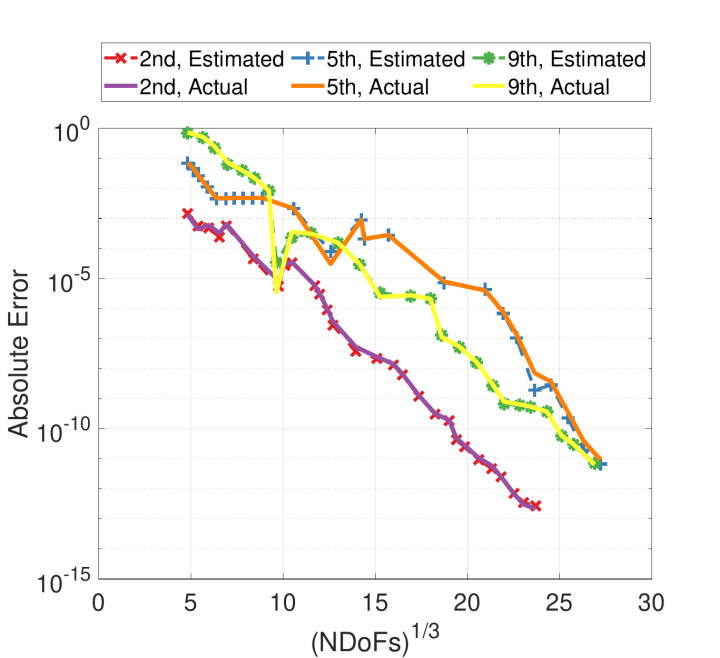 2nd, Estimated 5th, Estimated 9th, Estimated
2nd, Actual 5th, Actual 9th, Actual
10^0
10^-5
10^-10
10^-15
Absolute Error
0 5 10 15 20 25 30
(NDoFs)^1/3